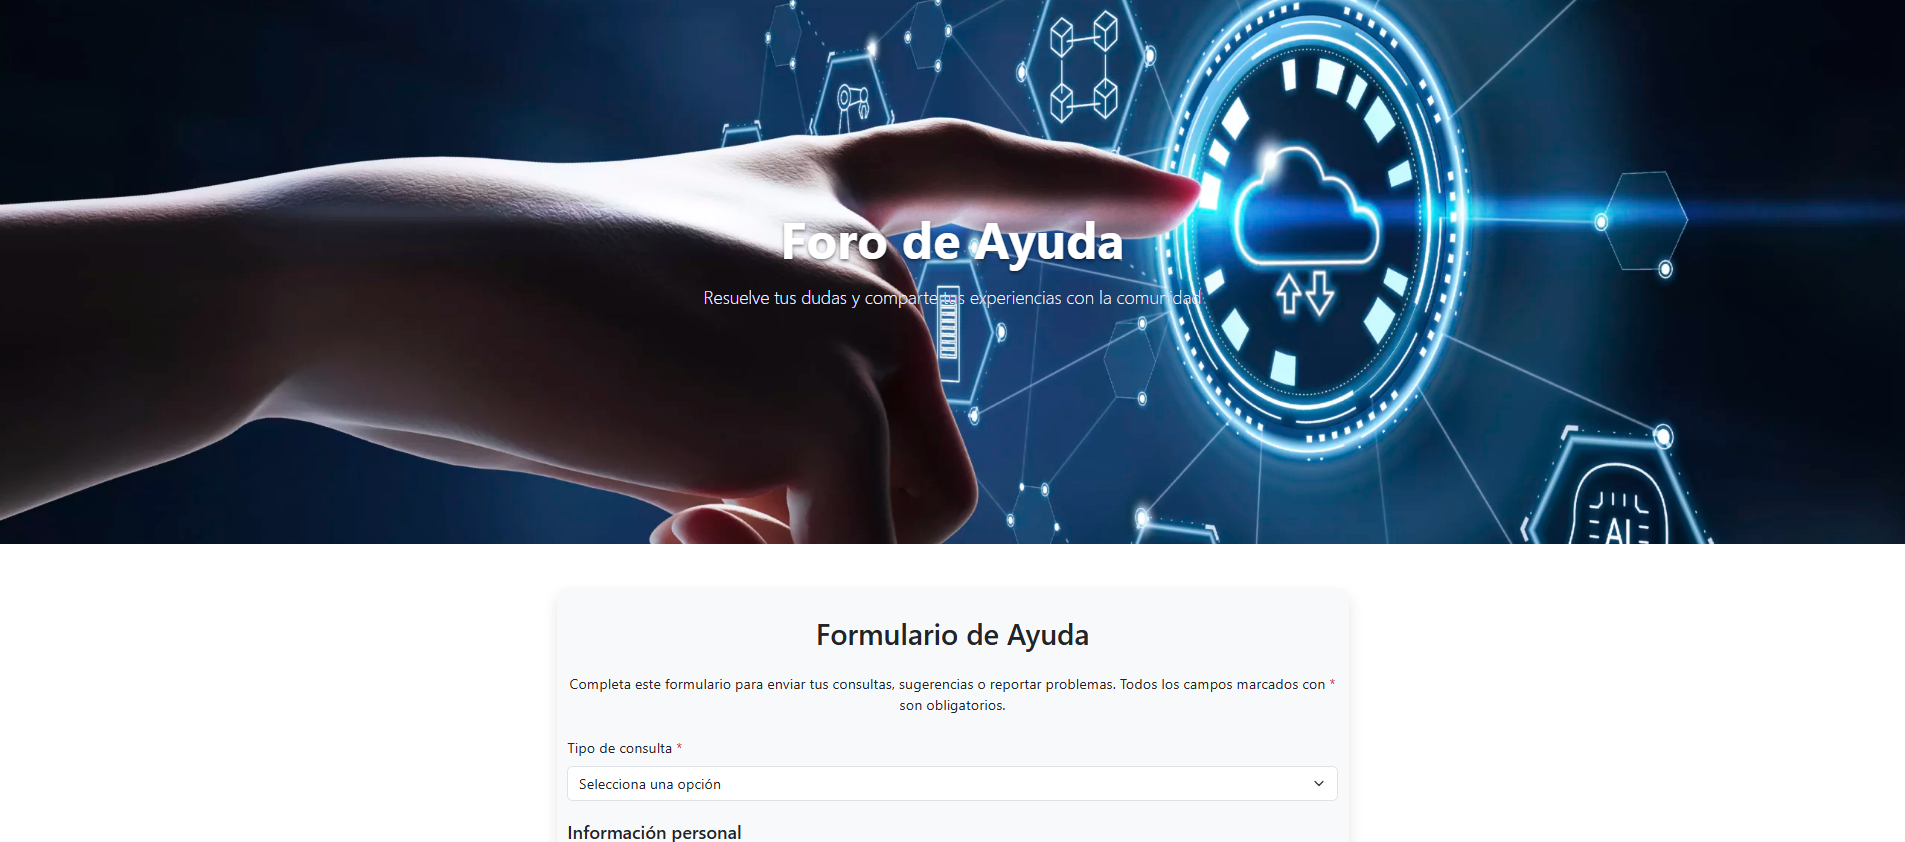 Foro de Ayuda
Resuelve tus dudas y comparte tus experiencias con la comunidad
AI
Formulario de Ayuda
Completa este formulario para enviar tus consultas, sugerencias o reportar problemas. Todos los campos marcados con *
son obligatorios.
Tipo de consulta *
Selecciona una opción
Información personal